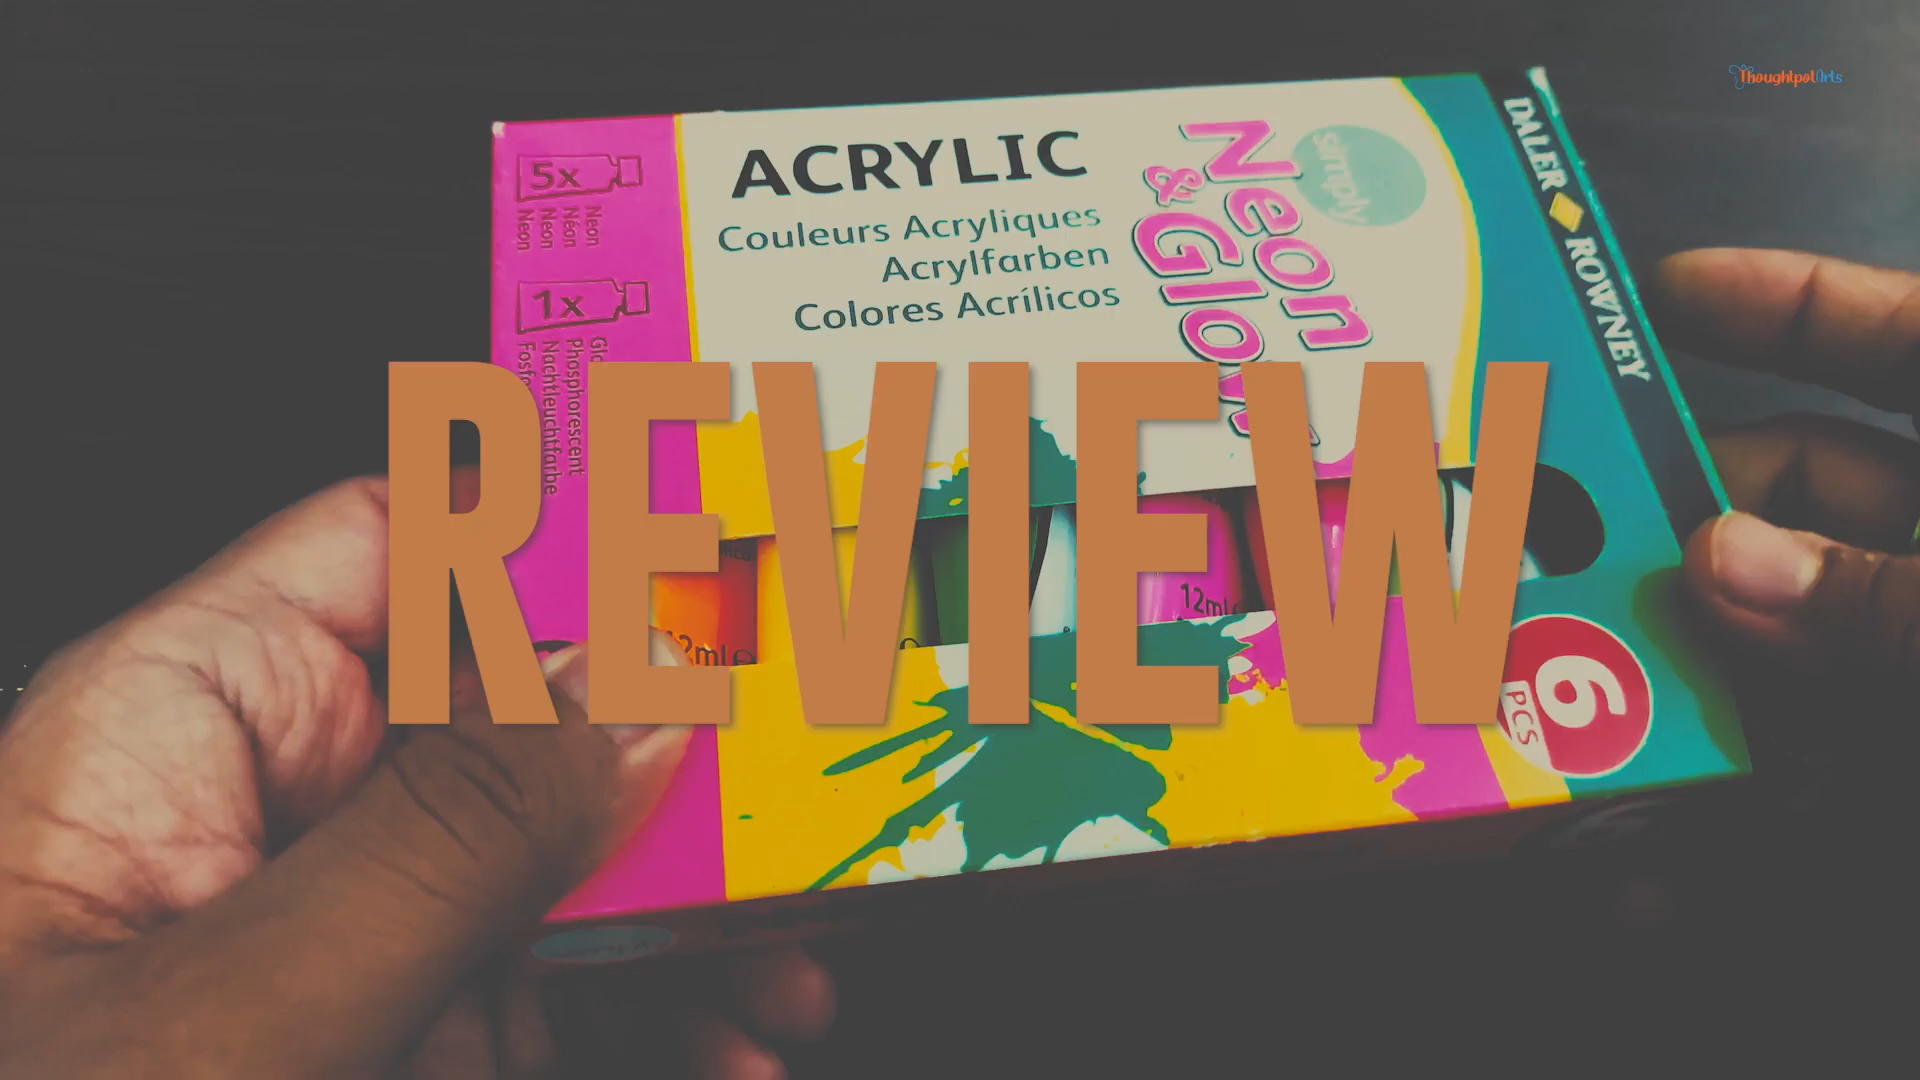 ThoughtpotArts
DALER ROWNEY
simply
Neon
& Glow
ACRYLIC
Couleurs Acryliques
Acrylfarben
Colores Acrílicos
5x
Neon
Néon
Neon
Neon
1x
Phosphorescent
Nachtleuchtfarbe
REVIEW
12ml e
12ml
6
PCS